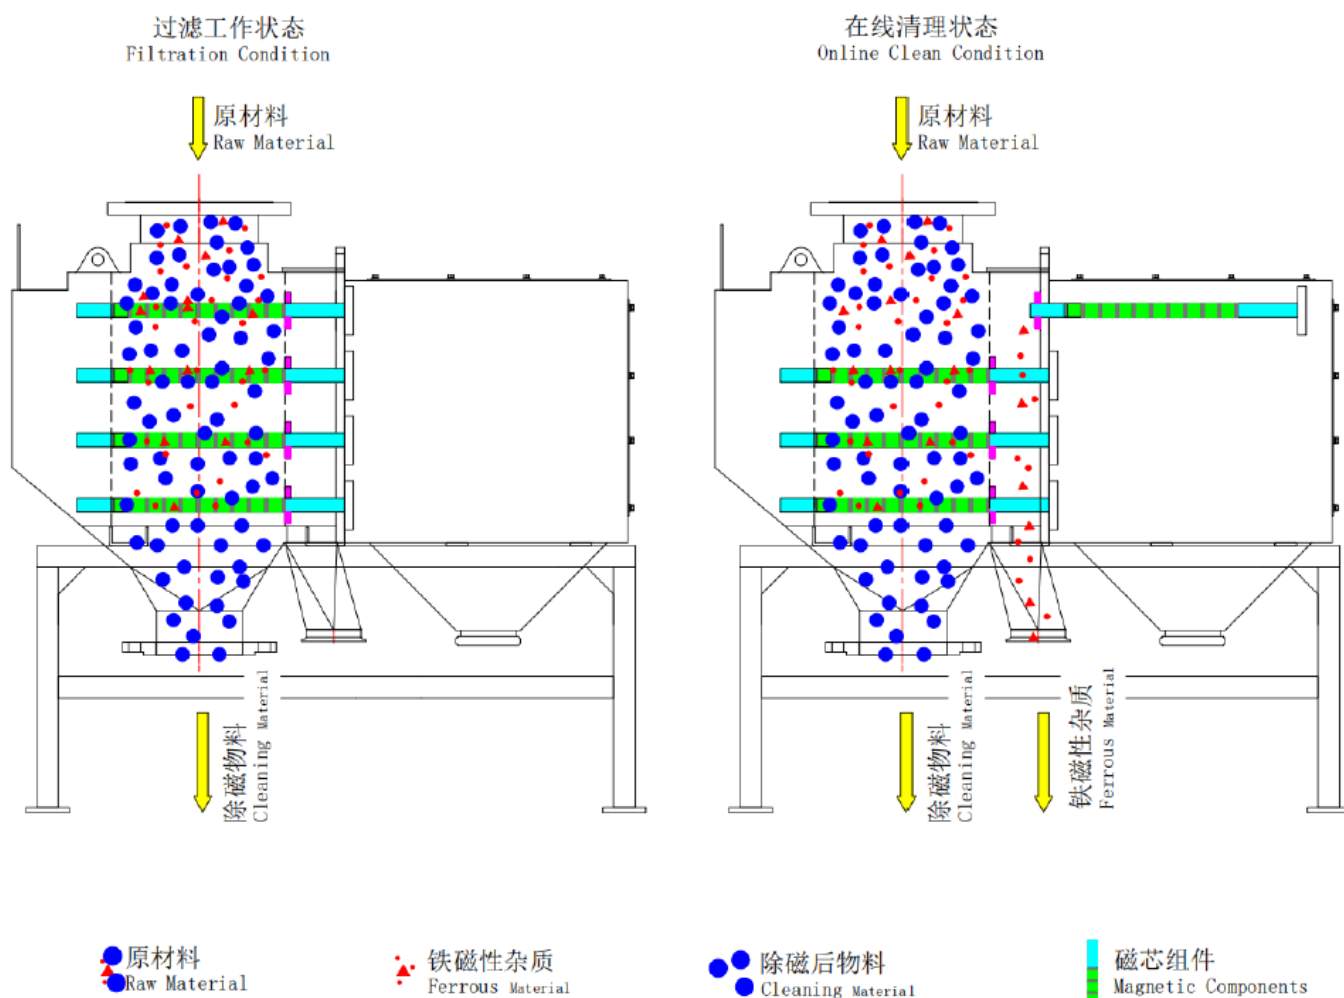 过滤工作状态
Filtration Condition
在线清理状态
Online Clean Condition
原材料
Raw Material
原材料
Raw Material
除磁物料
Cleaning Material
除磁物料
Cleaning Material
铁磁性杂质
Ferrous Material
原材料
Raw Material
铁磁性杂质
Ferrous Material
除磁后物料
Cleaning Material
磁芯组件
Magnetic Components